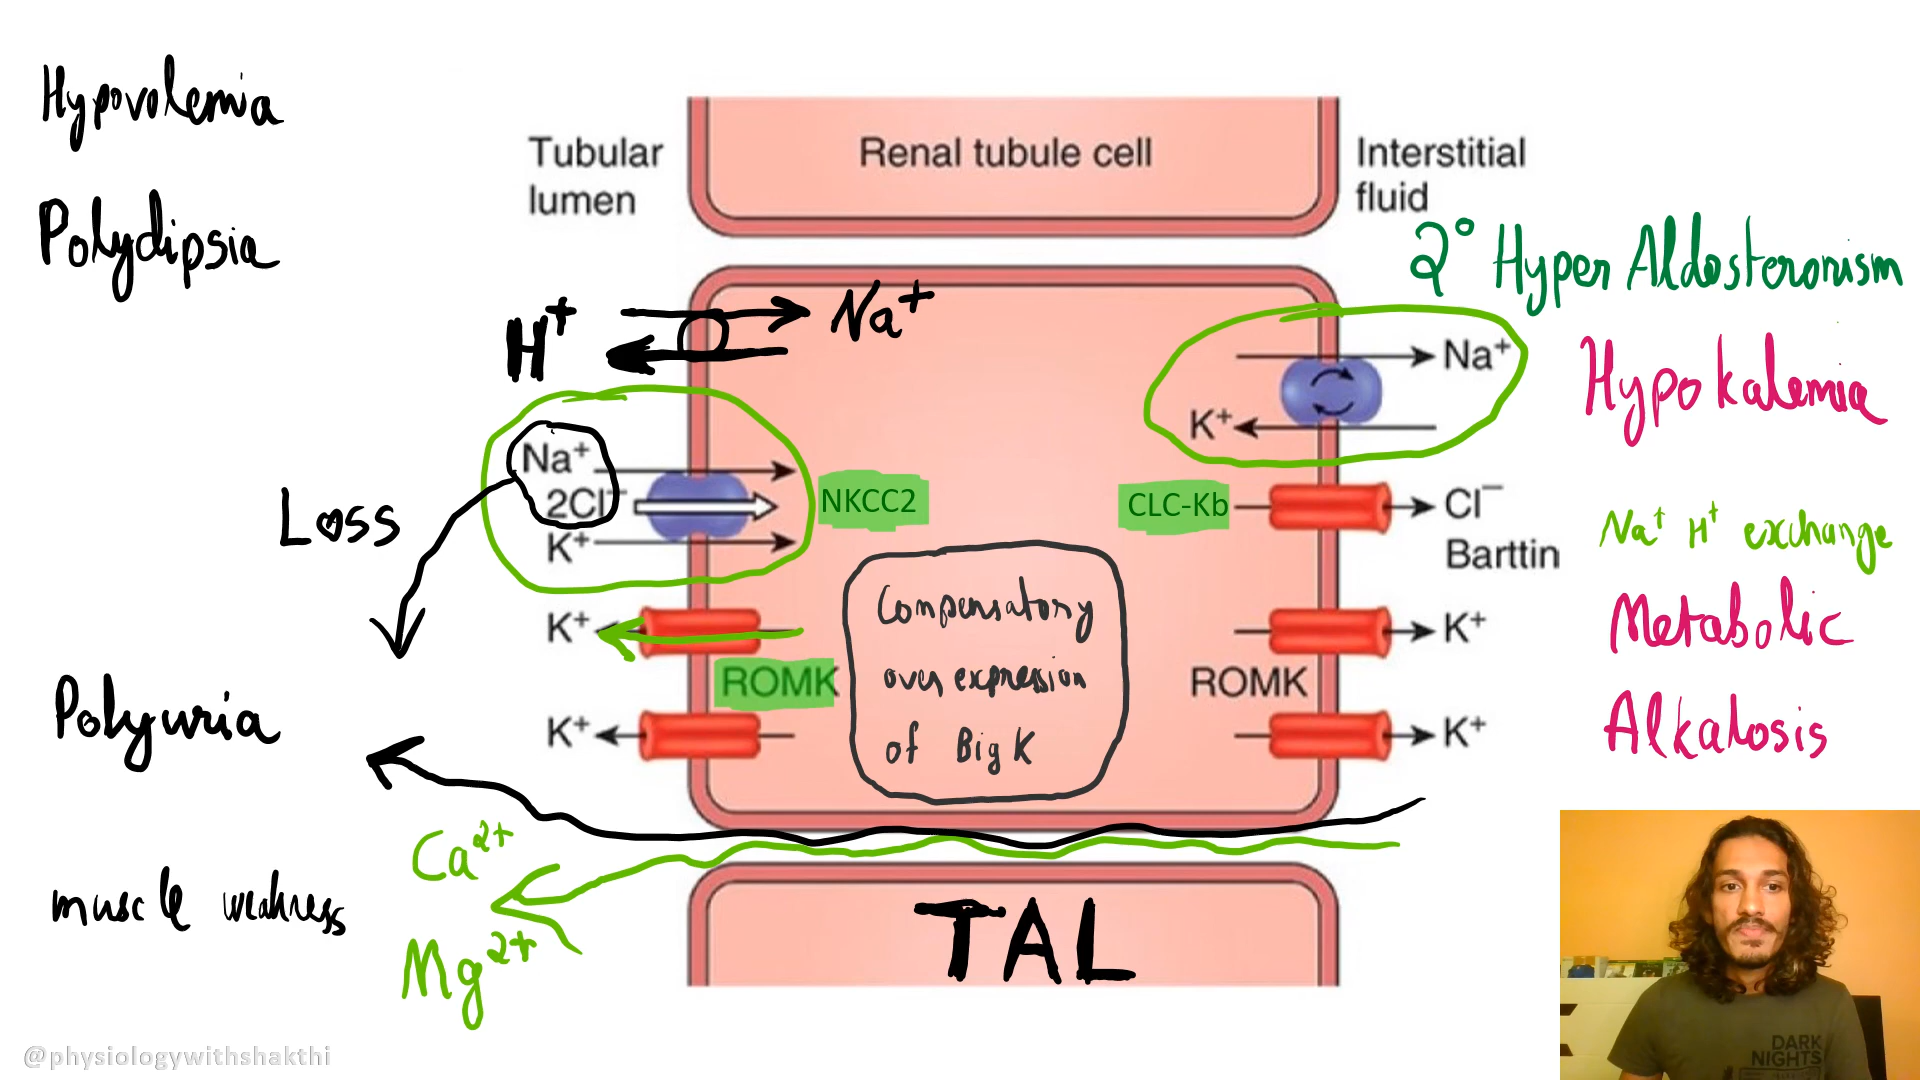 Hypovolemia
Polydipsia
Tubular
lumen
Renal tubule cell
Interstitial
fluid
2° Hyper Aldosteronism
H+
Na+
Na+
K+
Hypokalemia
Na+
2Cl−
K+
NKCC2
CLC-Kb
Cl−
Barttin
Na+ H+ exchange
Loss
K+
ROMK
K+
Compensatory
over expression
of Big K
K+
ROMK
K+
Metabolic
Alkalosis
Polyuria
Ca2+
Mg2+
muscle weakness
TAL
DARK
NIGHTS
@physiologywithshakthi